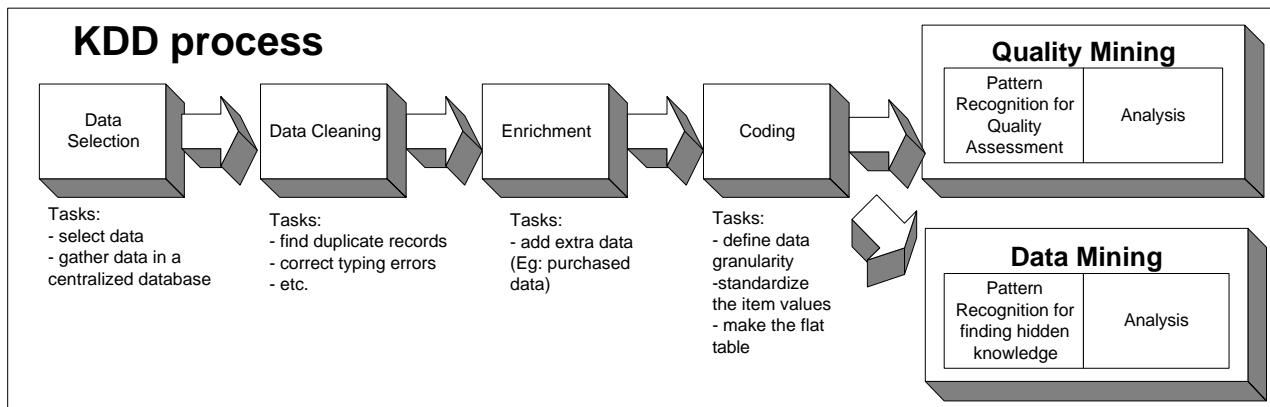 KDD process
Data
Selection
Tasks:
- select data
- gather data in a
centralized database
Data Cleaning
Tasks:
- find duplicate records
- correct typing errors
- etc.
Enrichment
Tasks:
- add extra data
(Eg: purchased
data)
Coding
Tasks:
- define data
granularity
-standardize
the item values
- make the flat
table
Quality Mining
Pattern
Recognition for
Quality
Assessment
Analysis
Data Mining
Pattern
Recognition for
finding hidden
knowledge
Analysis